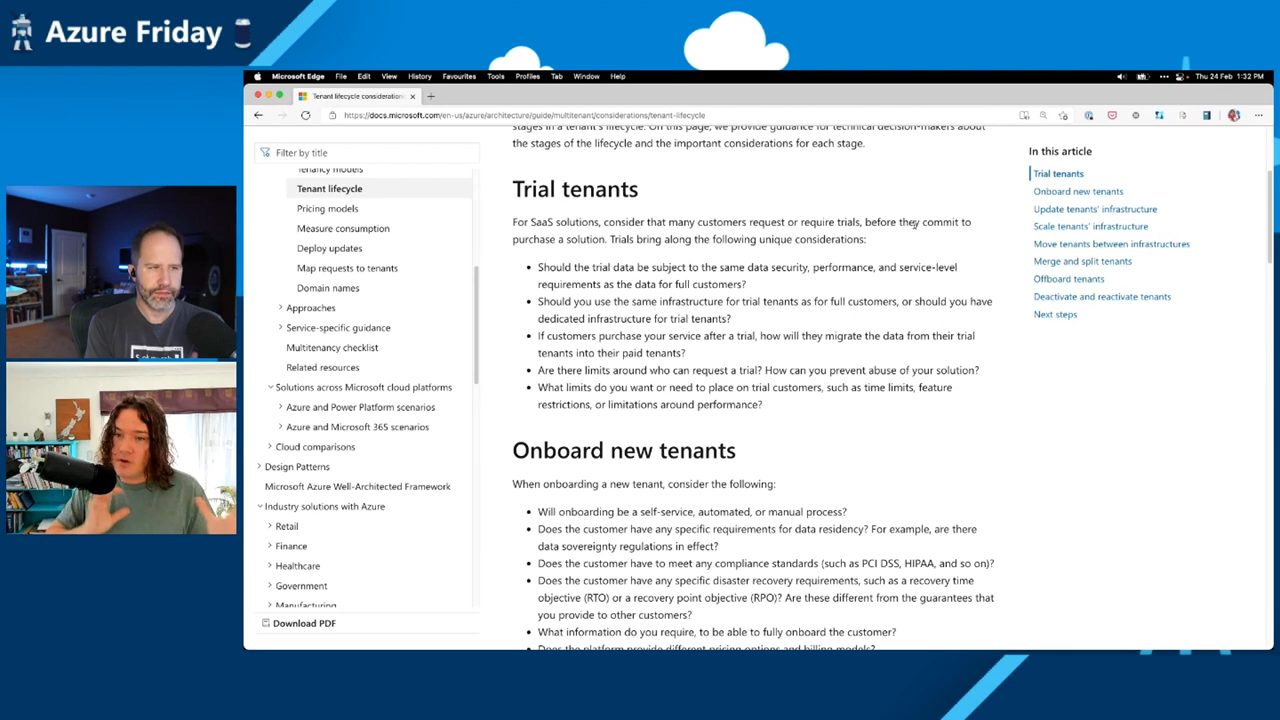 Azure Friday
Microsoft Edge File Edit View History Favourites Tools Profiles Tab Window Help
Thu 24 Feb 1:32 PM
Tenant lifecycle consideration
https://docs.microsoft.com/en-us/azure/architecture/guide/multitenant/considerations/tenant-lifecycle
Filter by title
Tenancy models
Tenant lifecycle
Pricing models
Measure consumption
Deploy updates
Map requests to tenants
Domain names
Approaches
Service-specific guidance
Multitenancy checklist
Related resources
Solutions across Microsoft cloud platforms
Azure and Power Platform scenarios
Azure and Microsoft 365 scenarios
Cloud comparisons
Design Patterns
Microsoft Azure Well-Architected Framework
Industry solutions with Azure
Retail
Finance
Healthcare
Government
Manufacturing
Download PDF
stages in a tenant's lifecycle. On this page, we provide guidance for technical decision-makers about
the stages of the lifecycle and the important considerations for each stage.
Trial tenants
For SaaS solutions, consider that many customers request or require trials, before they commit to
purchase a solution. Trials bring along the following unique considerations:
• Should the trial data be subject to the same data security, performance, and service-level
requirements as the data for full customers?
• Should you use the same infrastructure for trial tenants as for full customers, or should you have
dedicated infrastructure for trial tenants?
• If customers purchase your service after a trial, how will they migrate the data from their trial
tenants into their paid tenants?
• Are there limits around who can request a trial? How can you prevent abuse of your solution?
• What limits do you want or need to place on trial customers, such as time limits, feature
restrictions, or limitations around performance?
Onboard new tenants
When onboarding a new tenant, consider the following:
• Will onboarding be a self-service, automated, or manual process?
• Does the customer have any specific requirements for data residency? For example, are there
data sovereignty regulations in effect?
• Does the customer have to meet any compliance standards (such as PCI DSS, HIPAA, and so on)?
• Does the customer have any specific disaster recovery requirements, such as a recovery time
objective (RTO) or a recovery point objective (RPO)? Are these different from the guarantees that
you provide to other customers?
• What information do you require, to be able to fully onboard the customer?
• Does the platform provide different pricing options and billing models?
In this article
Trial tenants
Onboard new tenants
Update tenants' infrastructure
Scale tenants' infrastructure
Move tenants between infrastructures
Merge and split tenants
Offboard tenants
Deactivate and reactivate tenants
Next steps